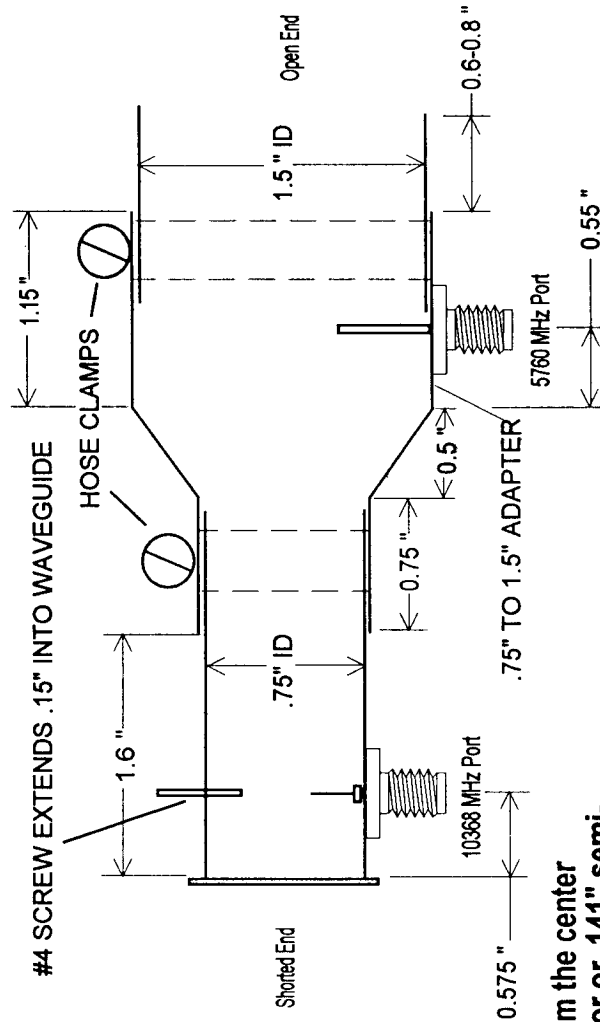 #4 SCREW EXTENDS .15" INTO WAVEGUIDE
HOSE CLAMPS
1.15 "
1.6 "
Shorted End
.75" ID
1.5 " ID
Open End
0.75 "
0.5 "
0.6-0.8 "
10368 MHz Port
5760 MHz Port
.75" TO 1.5" ADAPTER
0.575 "
0.55 "
m the center
or or .141" semi-